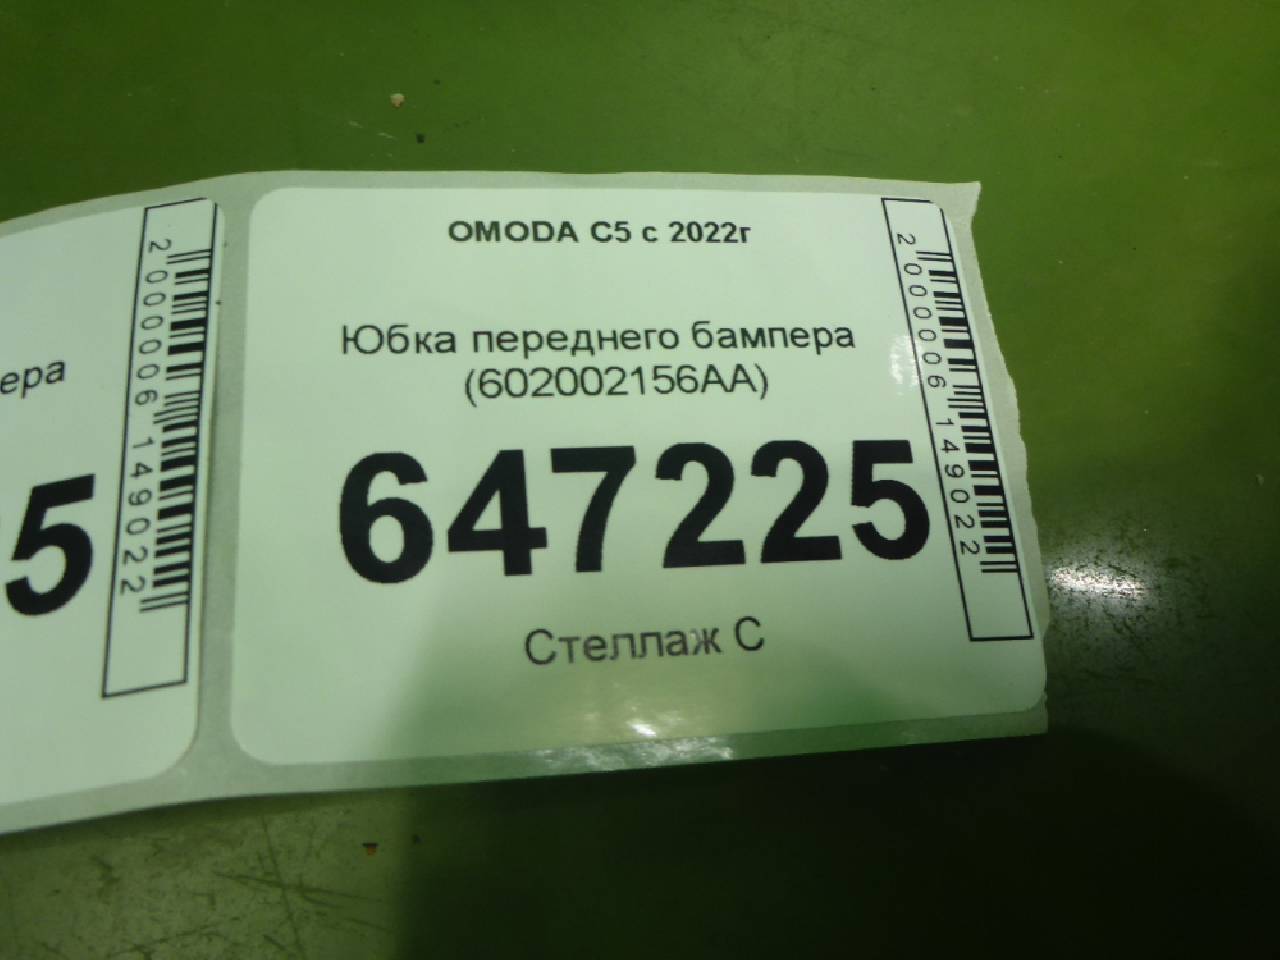 ера
5
2000006149022
OMODA C5 с 2022г
Юбка переднего бампера
(602002156AA)
647225
Стеллаж С
2000006149022